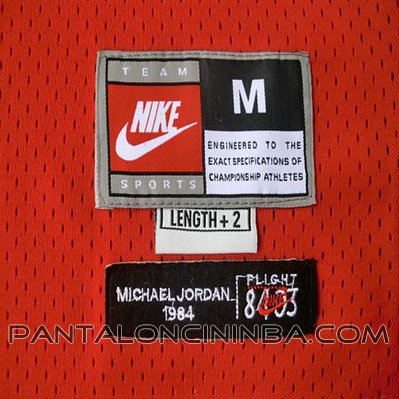 TEAM
NIKE
SPORTS
M
ENGINEERED TO THE
EXACT SPECIFICATIONS OF
CHAMPIONSHIP ATHLETES
LENGTH + 2
MICHAEL JORDAN
1984
FLIGHT
8403
NIKE
PANTALONCININBA.COM